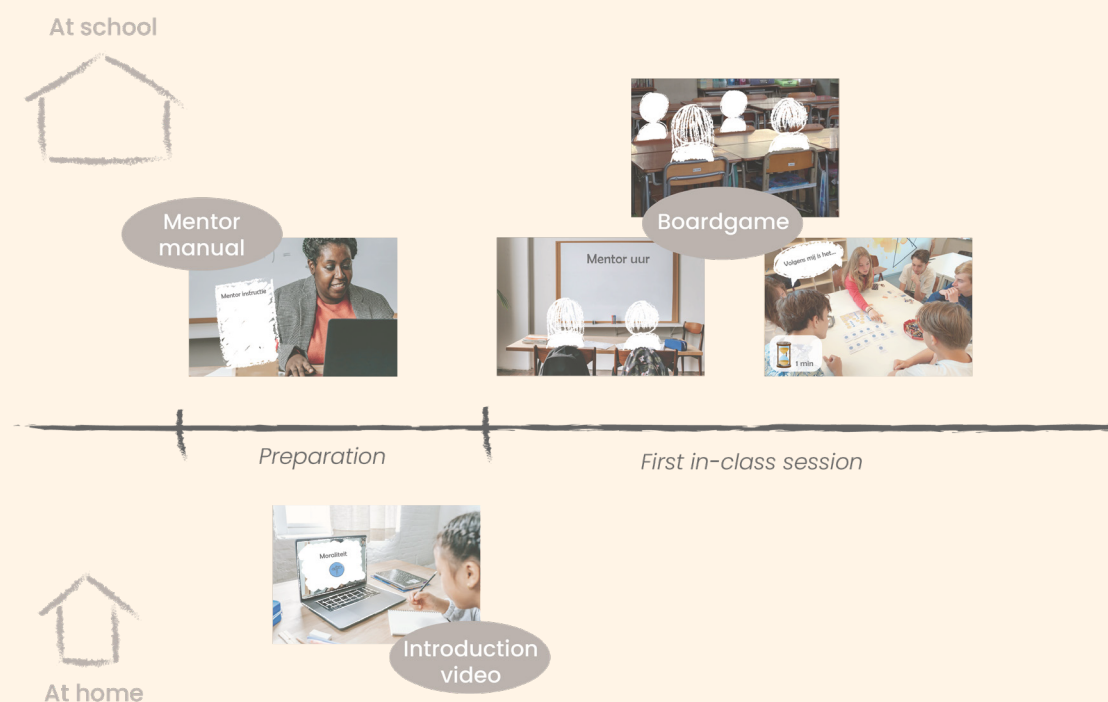 At school
Mentor
manual
Mentor instructie
Boardgame
Mentor uur
Volgens mij is het...
1 min
Preparation
First in-class session
Moraliteit
Introduction
video
At home